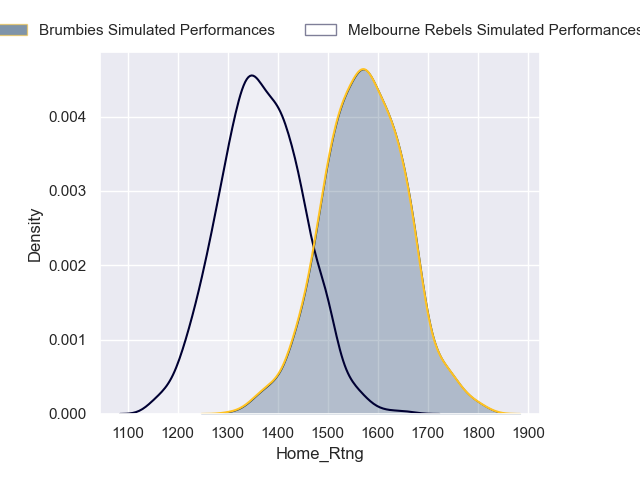 Brumbies Simulated Performances Melbourne Rebels Simulated Performances
0.004
0.003
0.002
0.001
0.000
Density
1100 1200 1300 1400 1500 1600 1700 1800 1900
Home_Rtng